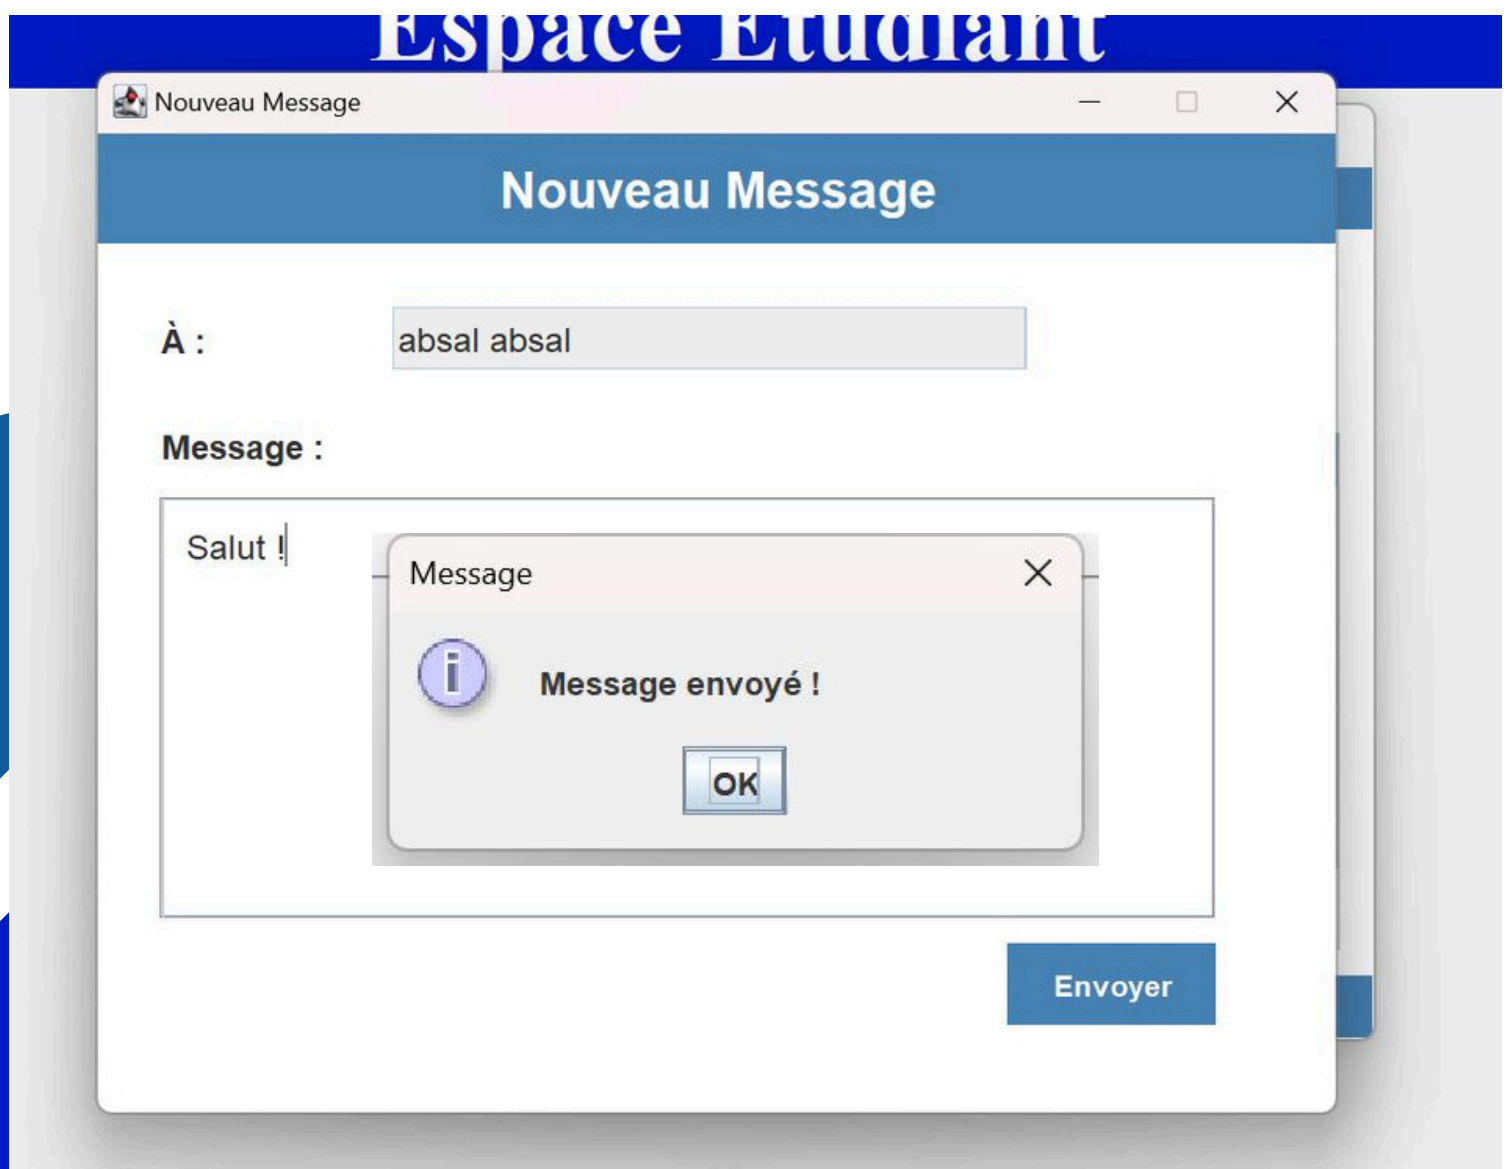 Espace Etudiant
Nouveau Message
Nouveau Message
À :
absal absal
Message :
Salut !
Message
i
Message envoyé !
OK
Envoyer